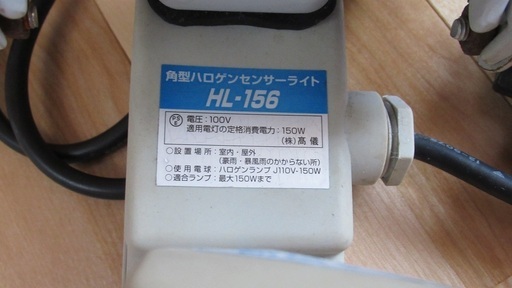 角型ハロゲンセンサーライト
HL-156
電圧：100V
適用電灯の定格消費電力：150W
(株)髙儀
○設置場所：室内・屋外
(豪雨・暴風雨のかからない所)
○使用電球：ハロゲンランプ J110V-150W
○適合ランプ：最大150Wまで